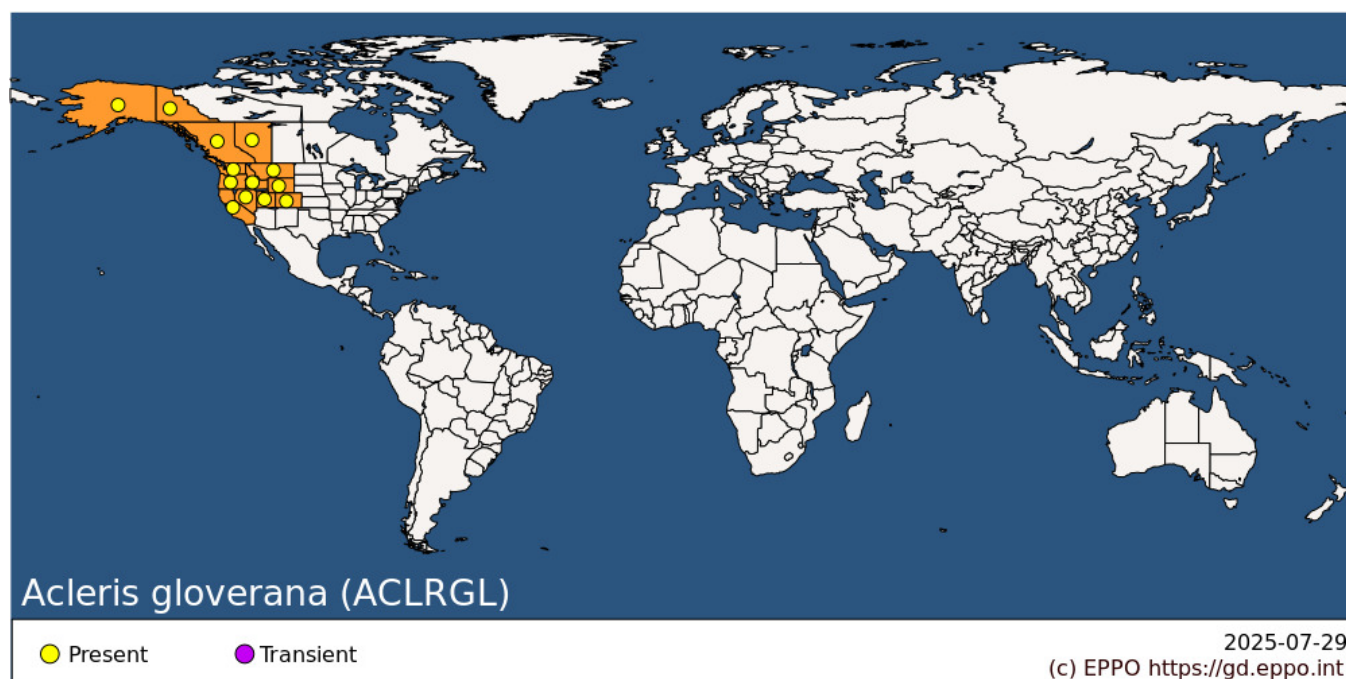 Acleris gloverana (ACLRGL)
Present
Transient
2025-07-29
(c) EPPO https://gd.eppo.int